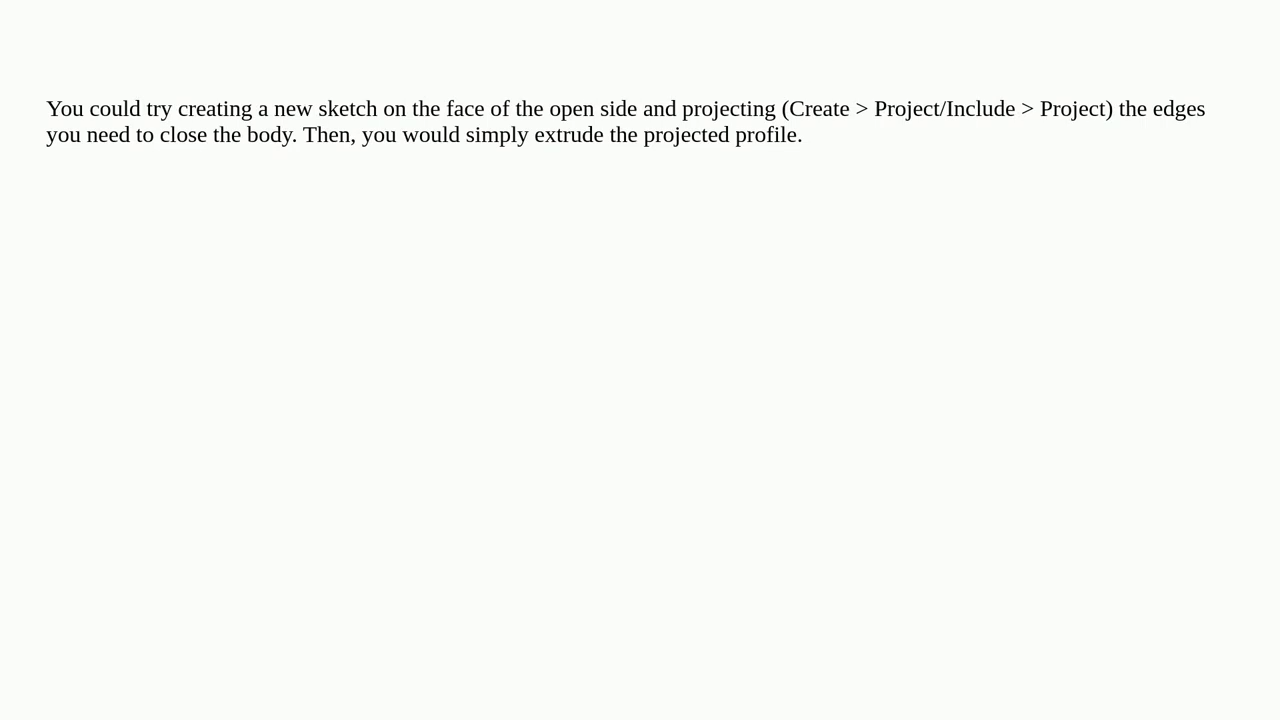 You could try creating a new sketch on the face of the open side and projecting (Create > Project/Include > Project) the edges
you need to close the body. Then, you would simply extrude the projected profile.